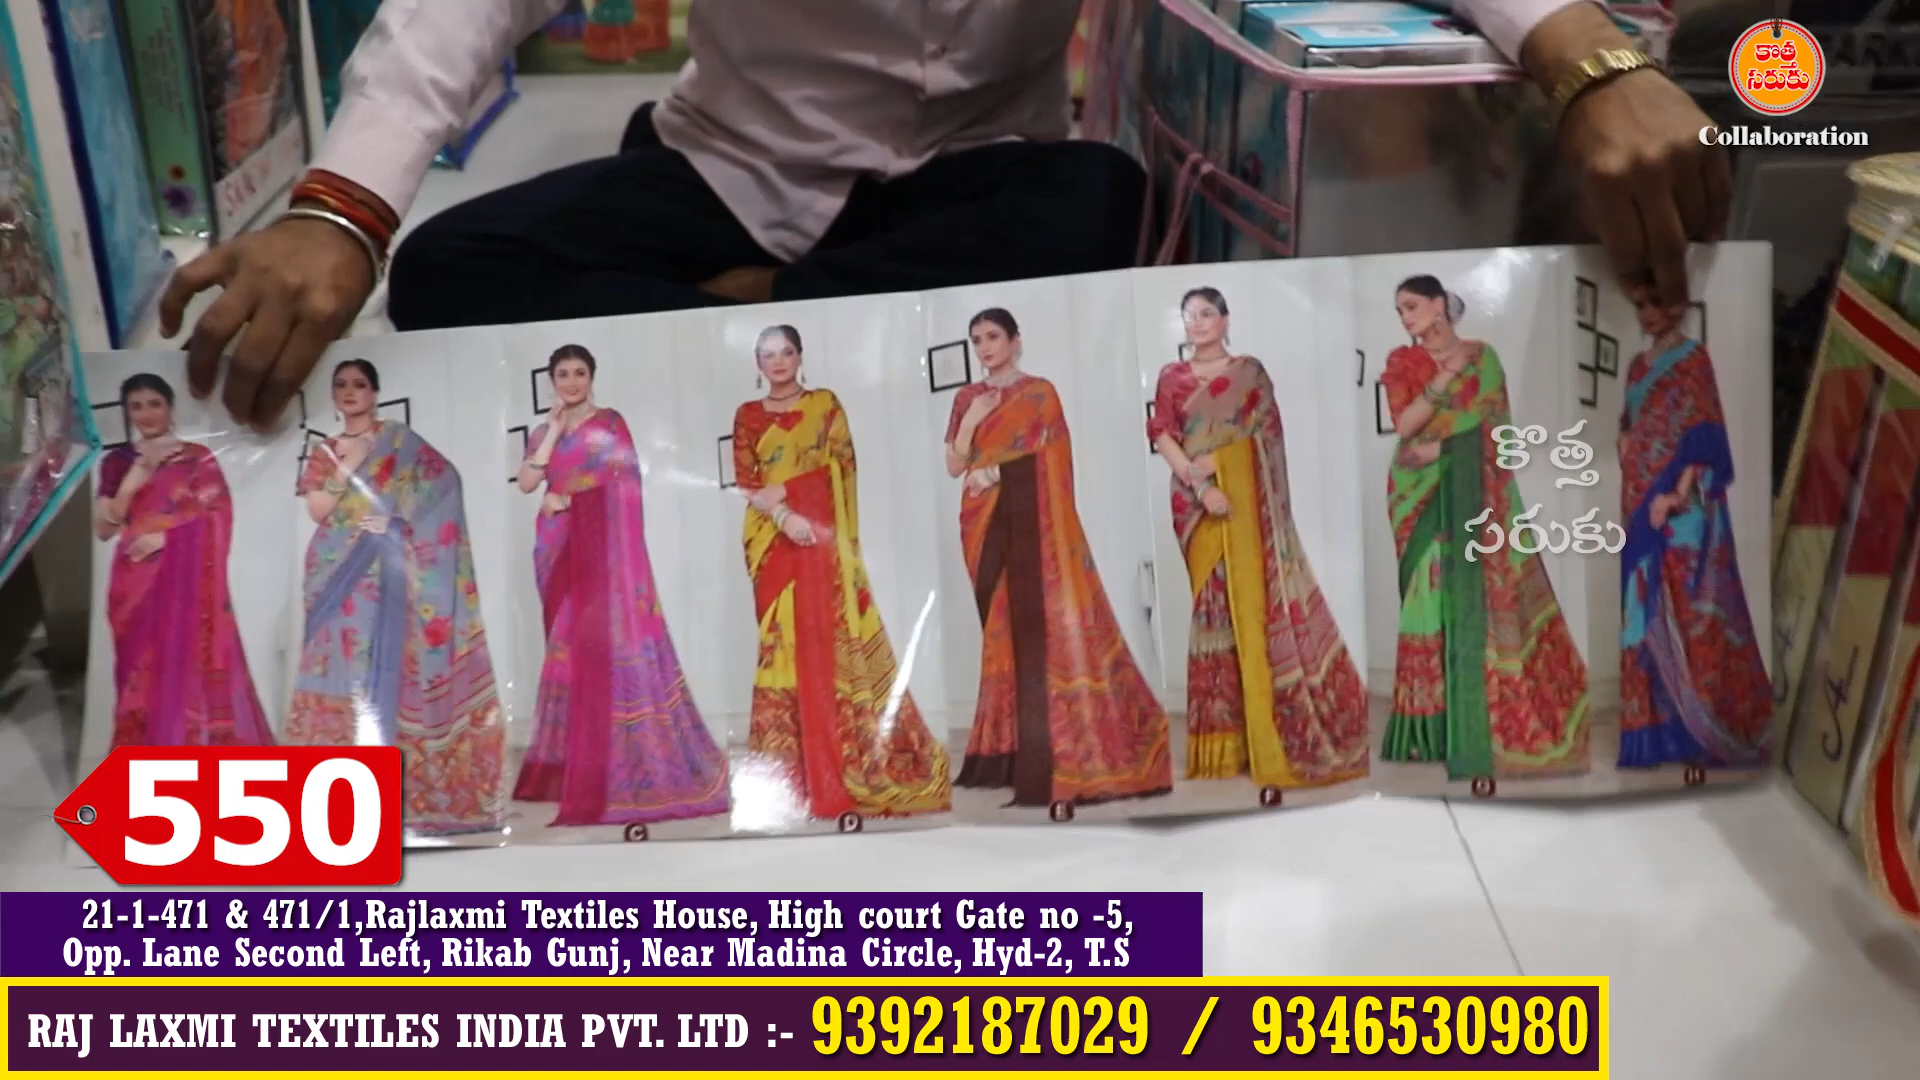 కొత్త
సరుకు
Collaboration
కొత్త
సరుకు
C
D
E
F
G
H
550
21-1-471 & 471/1,Rajlaxmi Textiles House, High court Gate no -5,
Opp. Lane Second Left, Rikab Gunj, Near Madina Circle, Hyd-2, T.S
RAJ LAXMI TEXTILES INDIA PVT. LTD :- 9392187029 / 9346530980